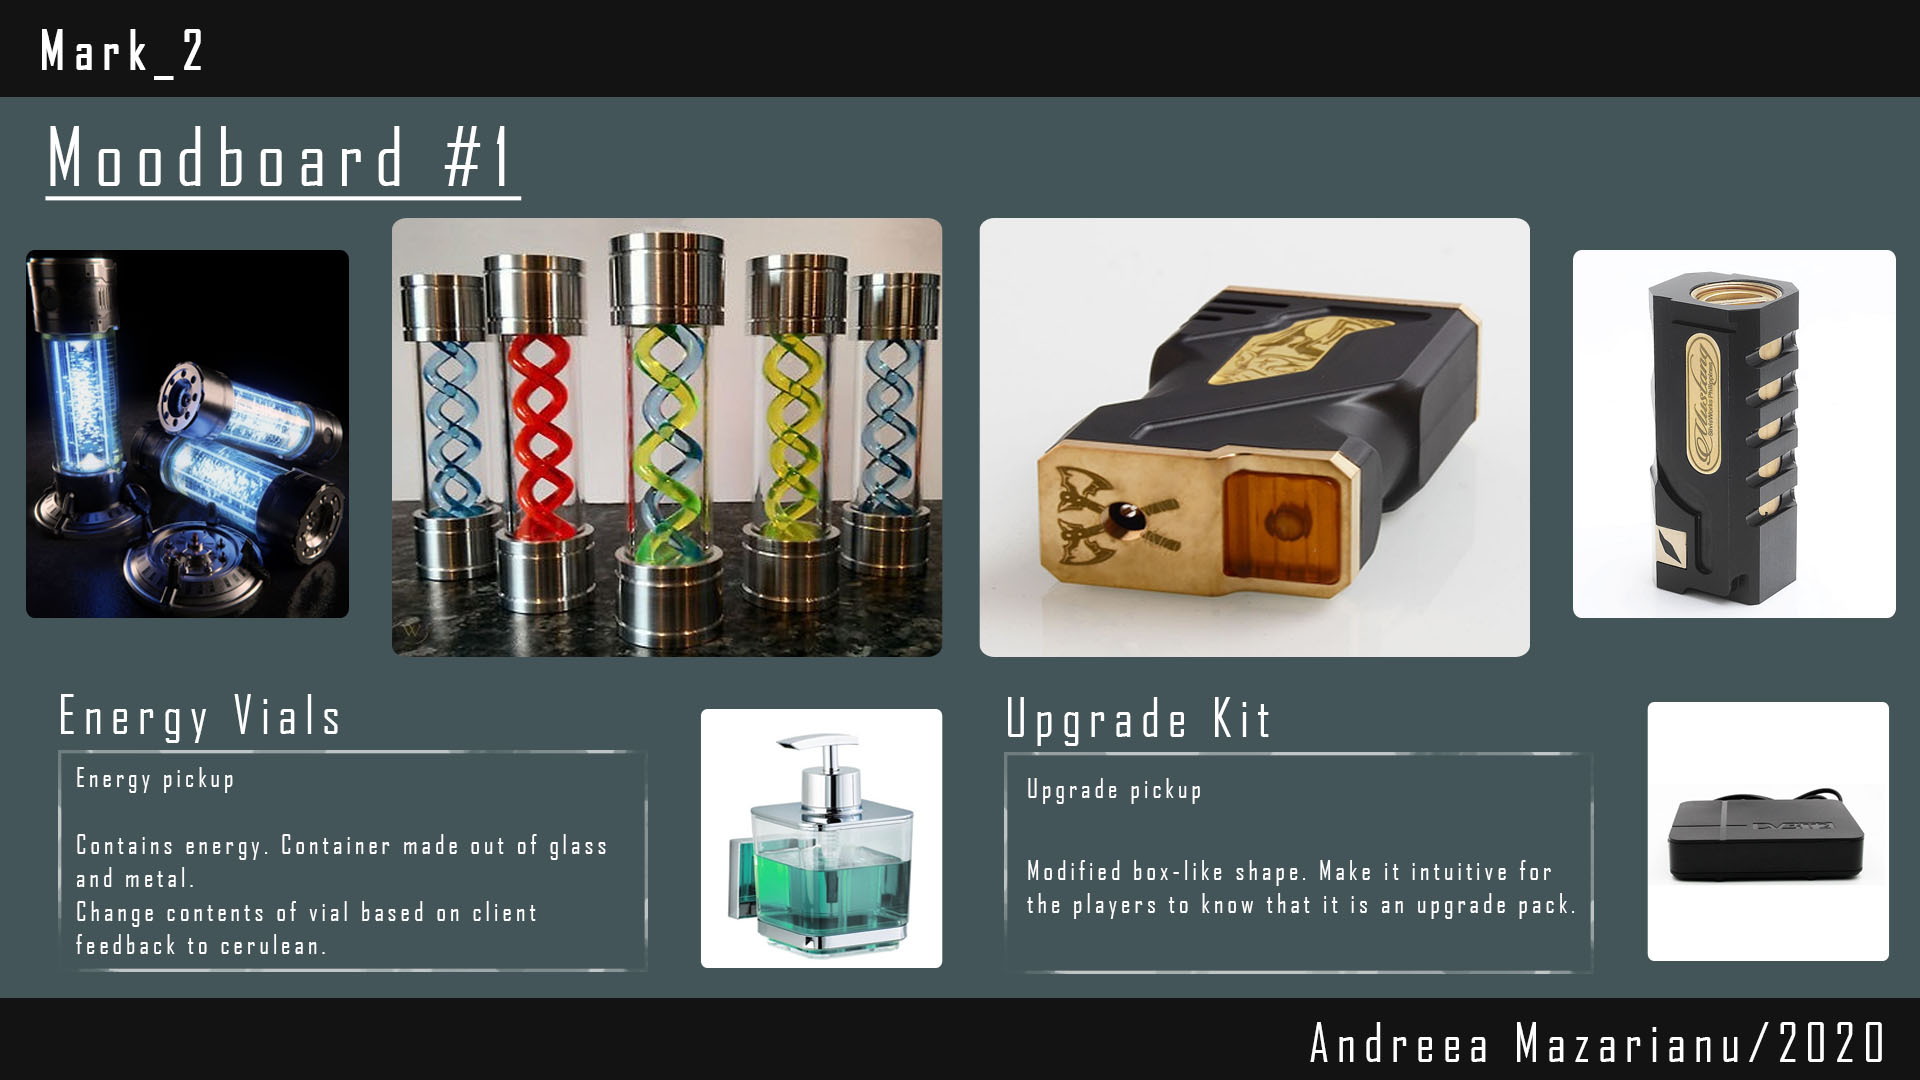 Mark_2
Moodboard #1
Mustang
W
Energy Vials
Energy pickup
Contains energy. Container made out of glass
and metal.
Change contents of vial based on client
feedback to cerulean.
Upgrade Kit
Upgrade pickup
Modified box-like shape. Make it intuitive for
the players to know that it is an upgrade pack.
Andreea Mazarianu/2020